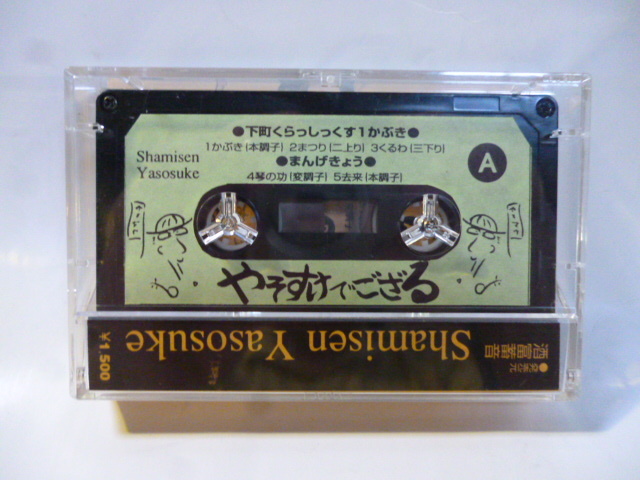 ●下町くらっしっくす1かぶき●
1かぶき(本調子) 2まつり(二上り) 3くるわ(三下り)
●まんげきょう●
4琴の功(変調子) 5去来(本調子)
Shamisen
Yasosuke
A
やそすけでござる
Shamisen Yasosuke
¥1,500